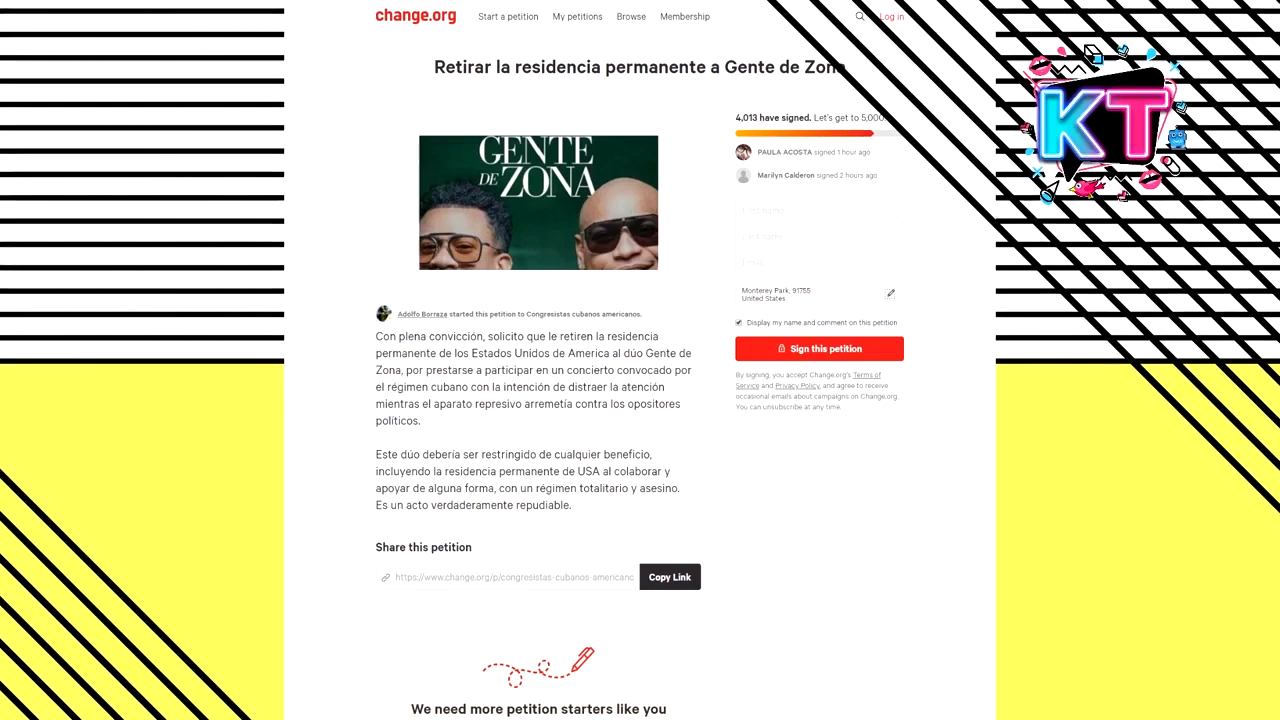 change.org
Start a petition
My petitions
Browse
Membership
Log in
Retirar la residencia permanente a Gente de Zona
KT
GENTE
DE ZONA
4,013 have signed. Let's get to 5,000
PAULA ACOSTA signed 1 hour ago
Marilyn Calderon signed 2 hours ago
First name
Last name
Email
Monterey Park, 91755
United States
Display my name and comment on this petition
Sign this petition
By signing, you accept Change.org's Terms of
Service and Privacy Policy, and agree to receive
occasional emails about campaigns on Change.org.
You can unsubscribe at any time.
Adolfo Borraza started this petition to Congresistas cubanos americanos.
Con plena convicción, solicito que le retiren la residencia
permanente de los Estados Unidos de America al dúo Gente de
Zona, por prestarse a participar en un concierto convocado por
el régimen cubano con la intención de distraer la atención
mientras el aparato represivo arremetía contra los opositores
políticos.
Este dúo debería ser restringido de cualquier beneficio,
incluyendo la residencia permanente de USA al colaborar y
apoyar de alguna forma, con un régimen totalitario y asesino.
Es un acto verdaderamente repudiable.
Share this petition
https://www.change.org/p/congresistas-cubanos-americanc
Copy Link
We need more petition starters like you